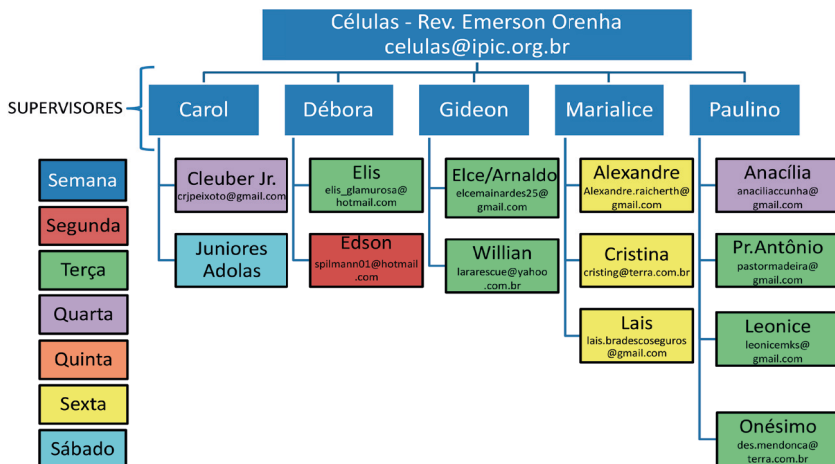 Células - Rev. Emerson Orenha
celulas@ipic.org.br
SUPERVISORES
Carol
Débora
Gideon
Marialice
Paulino
Semana
Segunda
Terça
Quarta
Quinta
Sexta
Sábado
Cleuber Jr.
crjpeixoto@gmail.com
Juniores
Adolas
Elis
elis_glamurosa@
hotmail.com
Edson
spilmann01@hotmail
.com
Elce/Arnaldo
elcemainardes25@
gmail.com
Willian
lararescue@yahoo
.com.br
Alexandre
Alexandre.raicherth@
gmail.com
Cristina
cristing@terra.com.br
Lais
lais.bradescoseguros
@gmail.com
Anacília
anaciliaccunha@
gmail.com
Pr.Antônio
pastormadeira@
gmail.com
Leonice
leonicemks@
gmail.com
Onésimo
des.mendonca@
terra.com.br